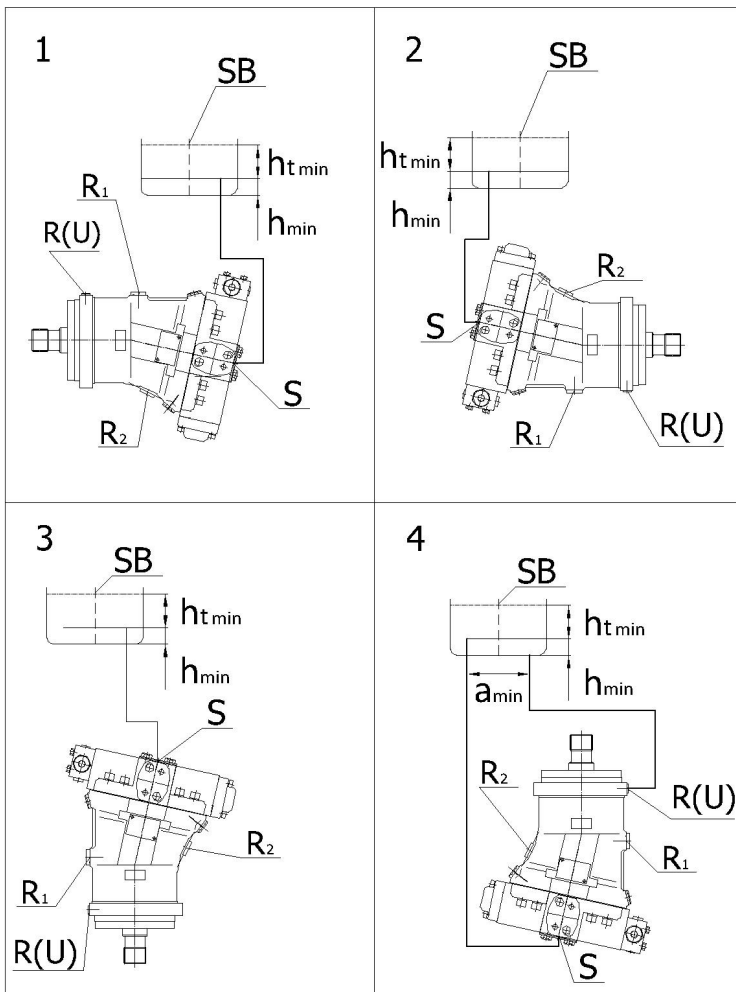 1
SB
ht min
hmin
R1
R(U)
S
R2
2
SB
ht min
hmin
R2
S
R1
R(U)
3
SB
ht min
hmin
S
R2
R1
R(U)
4
SB
ht min
amin
hmin
R2
R(U)
R1
S